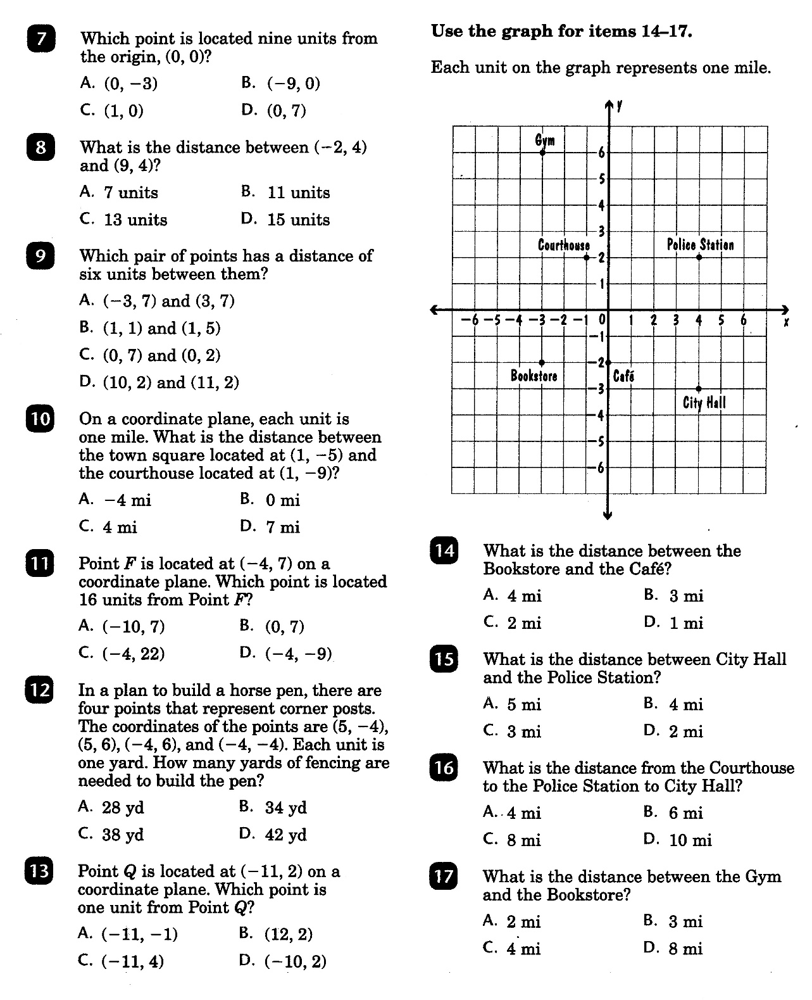 7 Which point is located nine units from
the origin, (0, 0)?
A. (0, −3) B. (−9, 0)
C. (1, 0) D. (0, 7)
8 What is the distance between (−2, 4)
and (9, 4)?
A. 7 units B. 11 units
C. 13 units D. 15 units
9 Which pair of points has a distance of
six units between them?
A. (−3, 7) and (3, 7)
B. (1, 1) and (1, 5)
C. (0, 7) and (0, 2)
D. (10, 2) and (11, 2)
10 On a coordinate plane, each unit is
one mile. What is the distance between
the town square located at (1, −5) and
the courthouse located at (1, −9)?
A. −4 mi B. 0 mi
C. 4 mi D. 7 mi
11 Point F is located at (−4, 7) on a
coordinate plane. Which point is located
16 units from Point F?
A. (−10, 7) B. (0, 7)
C. (−4, 22) D. (−4, −9)
12 In a plan to build a horse pen, there are
four points that represent corner posts.
The coordinates of the points are (5, −4),
(5, 6), (−4, 6), and (−4, −4). Each unit is
one yard. How many yards of fencing are
needed to build the pen?
A. 28 yd B. 34 yd
C. 38 yd D. 42 yd
13 Point Q is located at (−11, 2) on a
coordinate plane. Which point is
one unit from Point Q?
A. (−11, −1) B. (12, 2)
C. (−11, 4) D. (−10, 2)
Use the graph for items 14–17.
Each unit on the graph represents one mile.
y
Gym
6
5
4
3
Courthouse Police Station
2
1
−6 −5 −4 −3 −2 −1 0 1 2 3 4 5 6 x
−1
−2
Bookstore Café
−3
City Hall
−4
−5
−6
14 What is the distance between the
Bookstore and the Café?
A. 4 mi B. 3 mi
C. 2 mi D. 1 mi
15 What is the distance between City Hall
and the Police Station?
A. 5 mi B. 4 mi
C. 3 mi D. 2 mi
16 What is the distance from the Courthouse
to the Police Station to City Hall?
A. 4 mi B. 6 mi
C. 8 mi D. 10 mi
17 What is the distance between the Gym
and the Bookstore?
A. 2 mi B. 3 mi
C. 4 mi D. 8 mi